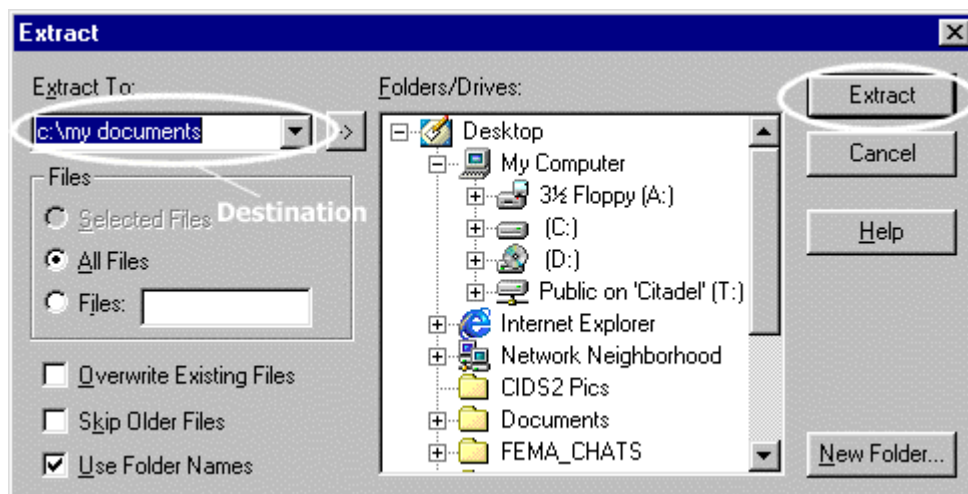 Extract
Extract To:
c:\my documents
->
Files
Selected Files
Destination
All Files
Files:
Overwrite Existing Files
Skip Older Files
Use Folder Names
Folders/Drives:
Desktop
My Computer
3½ Floppy (A:)
(C:)
(D:)
Public on 'Citadel' (T:)
Internet Explorer
Network Neighborhood
CIDS2 Pics
Documents
FEMA_CHATS
Extract
Cancel
Help
New Folder...